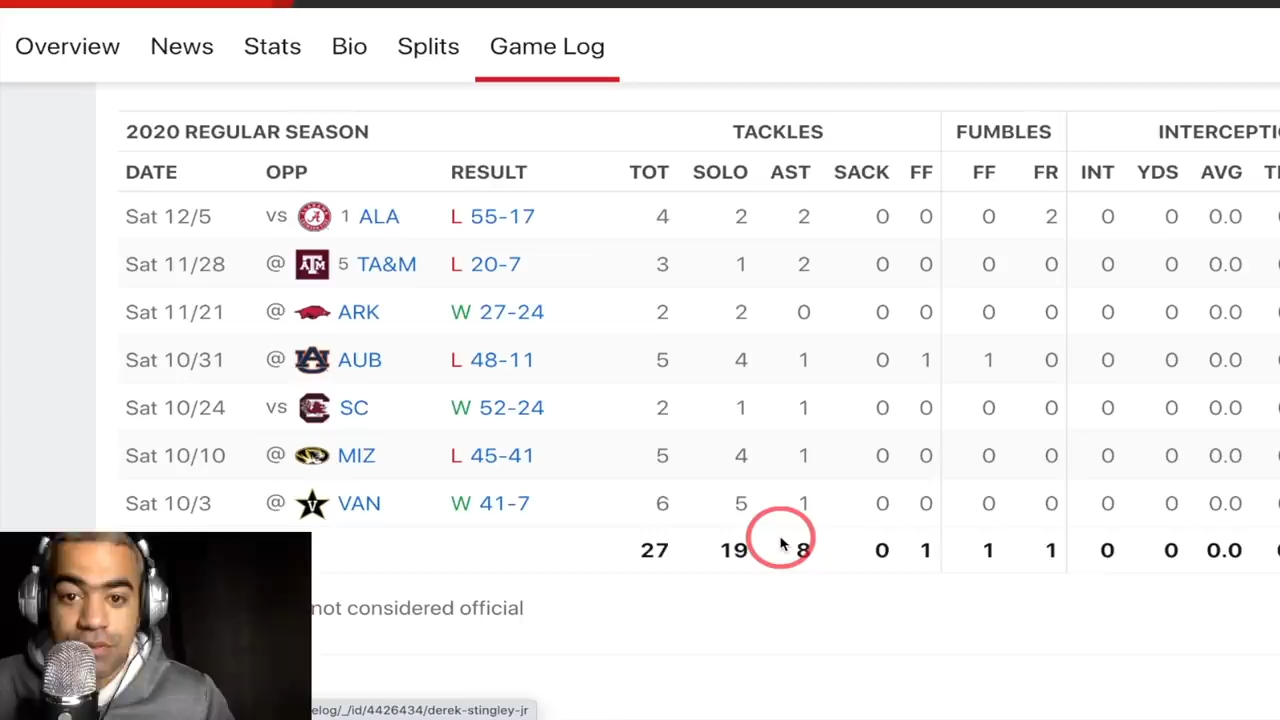 Overview News Stats Bio Splits Game Log
2020 REGULAR SEASON TACKLES FUMBLES INTERCEPTI
DATE OPP RESULT TOT SOLO AST SACK FF FF FR INT YDS AVG
Sat 12/5 vs 1 ALA L 55-17 4 2 2 0 0 0 2 0 0 0.0
Sat 11/28 @ ATM 5 TA&M L 20-7 3 1 2 0 0 0 0 0 0 0.0
Sat 11/21 @ ARK W 27-24 2 2 0 0 0 0 0 0 0 0.0
Sat 10/31 @ AU AUB L 48-11 5 4 1 0 1 1 0 0 0 0.0
Sat 10/24 vs SC W 52-24 2 1 1 0 0 0 0 0 0 0.0
Sat 10/10 @ MIZ L 45-41 5 4 1 0 0 0 0 0 0 0.0
Sat 10/3 @ V VAN W 41-7 6 5 1 0 0 0 0 0 0 0.0
27 19 8 0 1 1 1 0 0 0.0
not considered official
elog/_/id/4426434/derek-stingley-jr